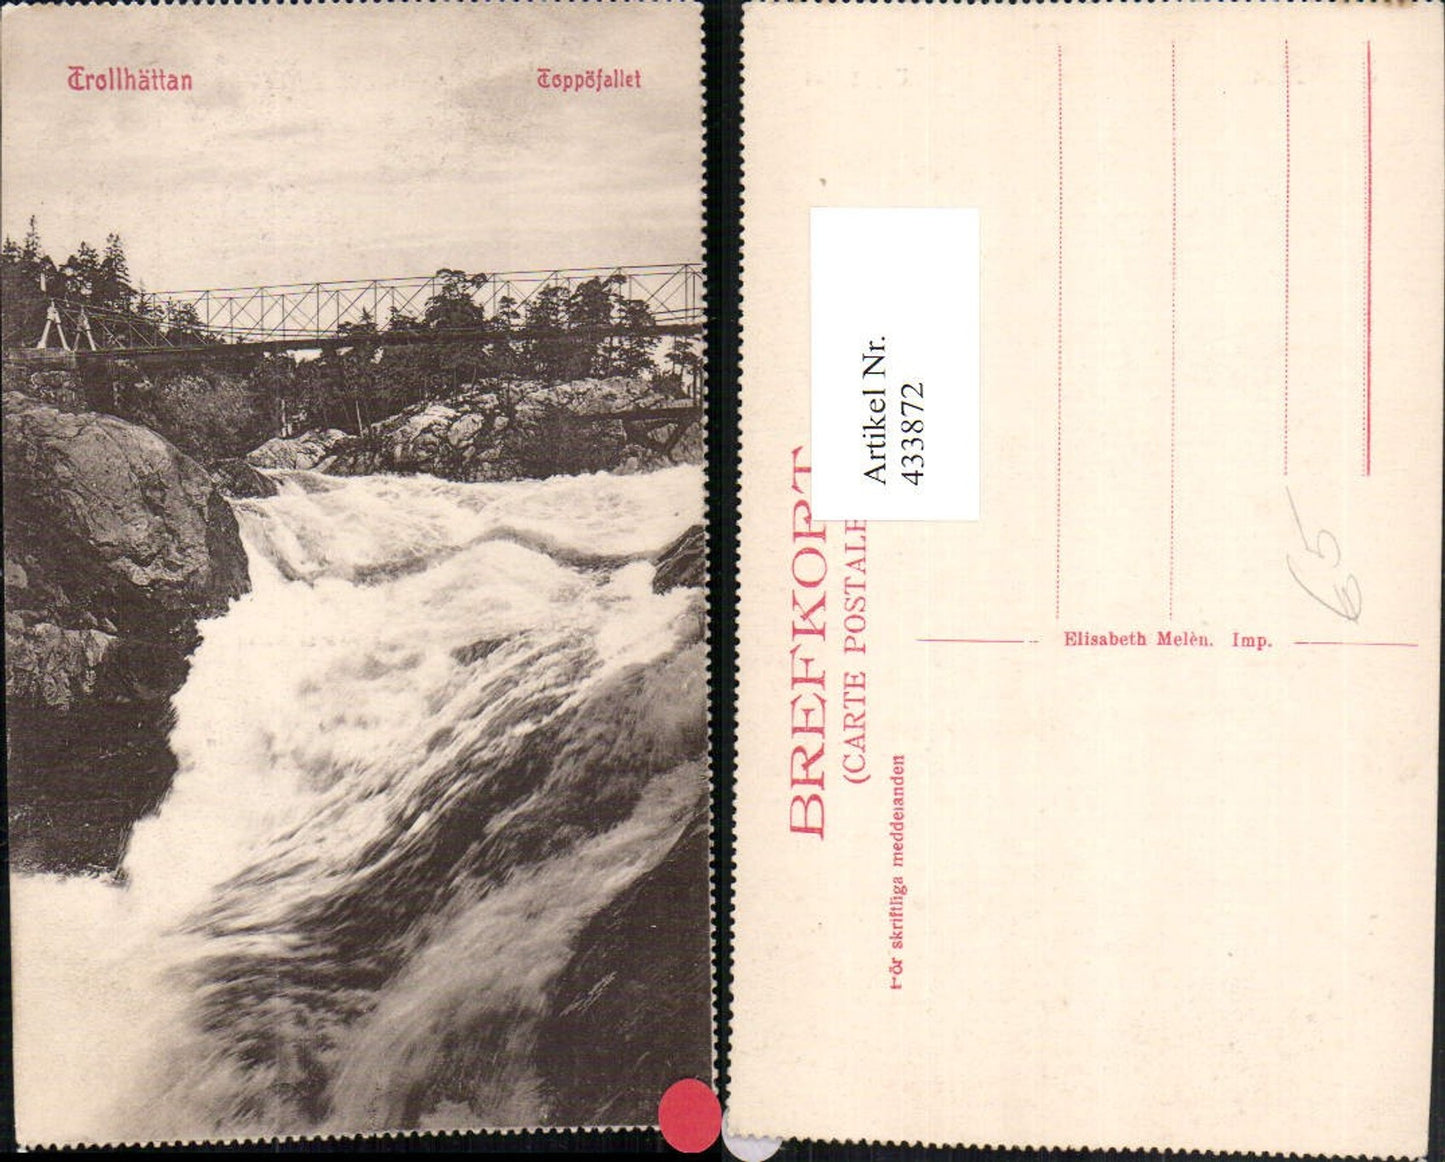 Trollhättan
Toppöfallet
Artikel Nr.
433872
BREFKORT
(CARTE POSTALE
För skriftliga meddelanden
Elisabeth Melèn. Imp.
65